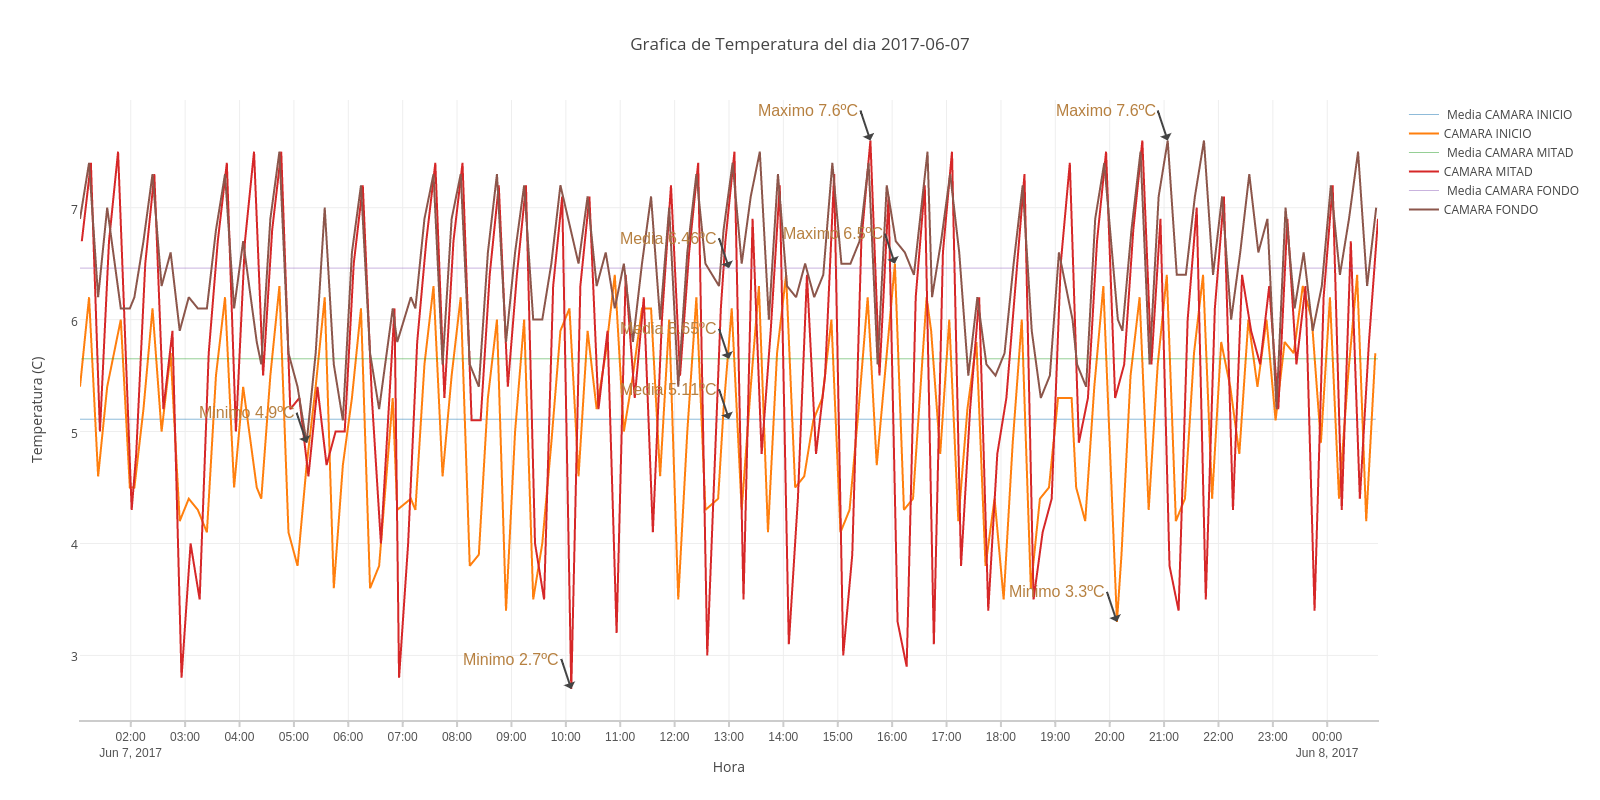 Grafica de Temperatura del dia 2017-06-07
Maximo 7.6ºC
Maximo 7.6ºC
Media CAMARA INICIO
CAMARA INICIO
Media CAMARA MITAD
CAMARA MITAD
Media CAMARA FONDO
CAMARA FONDO
Media 6.46ºC
Maximo 6.5ºC
Media 5.65ºC
Media 5.11ºC
Minimo 4.9ºC
Minimo 3.3ºC
Minimo 2.7ºC
7
6
5
4
3
Temperatura (C)
02:00 03:00 04:00 05:00 06:00 07:00 08:00 09:00 10:00 11:00 12:00 13:00 14:00 15:00 16:00 17:00 18:00 19:00 20:00 21:00 22:00 23:00 00:00
Jun 7, 2017 Jun 8, 2017
Hora